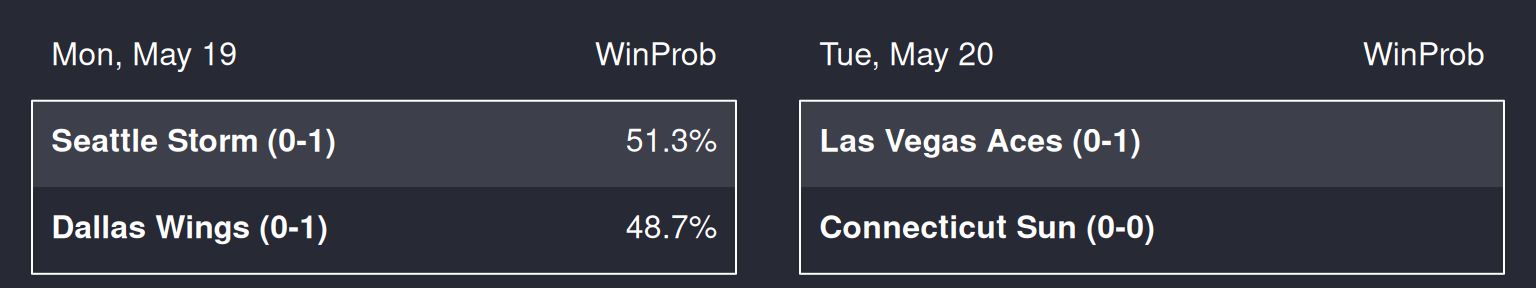 Mon, May 19 WinProb
Seattle Storm (0-1) 51.3%
Dallas Wings (0-1) 48.7%
Tue, May 20 WinProb
Las Vegas Aces (0-1)
Connecticut Sun (0-0)